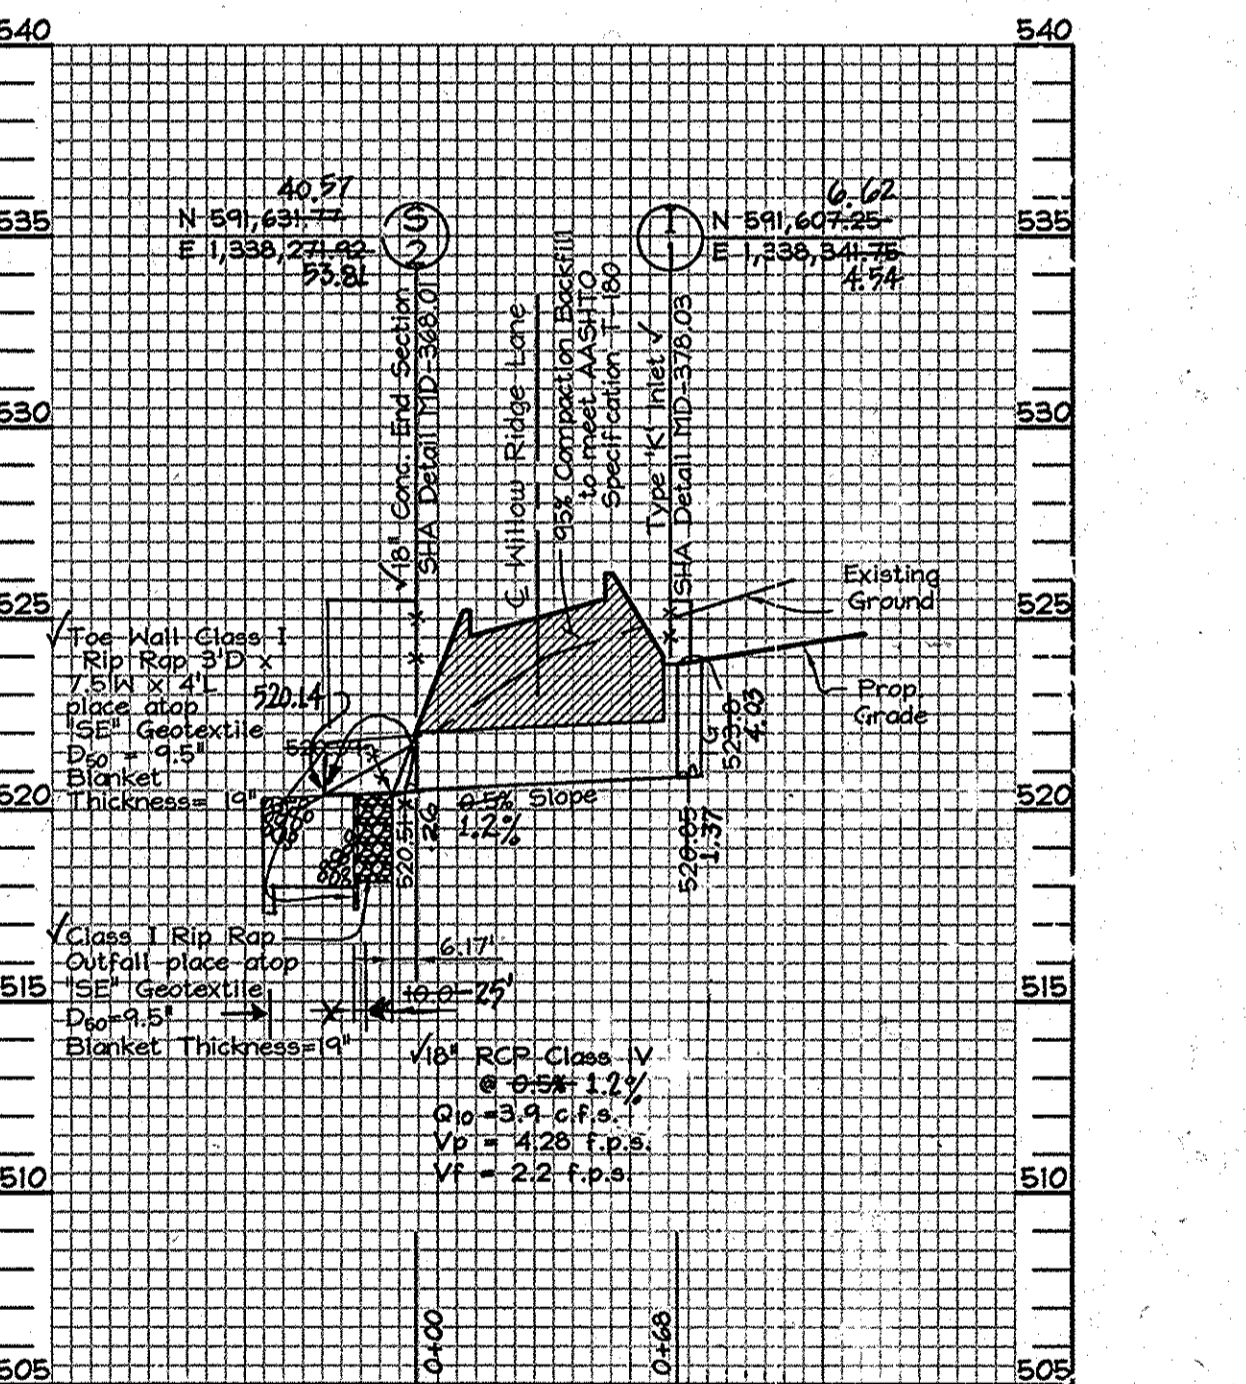 540
540
40.57
N 591,631.77
E 1,338,271.92
53.81
S
2
I
1
6.62
N 591,607.25
E 1,338,341.76
4.54
535
535
✓18" Conc. End Section
SHA Detail MD-368.01
℄ Willow Ridge Lane
95% Compaction Backfill
to meet AASHTO
Specification T-180
Type 'K' Inlet ✓
SHA Detail MD-378.03
530
530
Existing
Ground
525
525
✓Toe Wall Class I
Rip Rap 3'D x
7.5'W x 4'L
place atop
"SE" Geotextile
D50 = 9.5"
Blanket
Thickness= 19"
520.14
Prop.
Grade
G
523.8
4.03
520
520
520.51
.26
0.5% Slope
1.2%
520.85
1.37
✓Class I Rip Rap
Outfall place atop
"SE" Geotextile
D50=9.5"
Blanket Thickness=19"
6.17'
10.0' 25'
515
515
✓18" RCP Class IV
@ 0.5% 1.2%
Q10 =3.9 c.f.s.
Vp = 4.28 f.p.s.
Vf = 2.2 f.p.s.
510
510
0+00
0+68
505
505